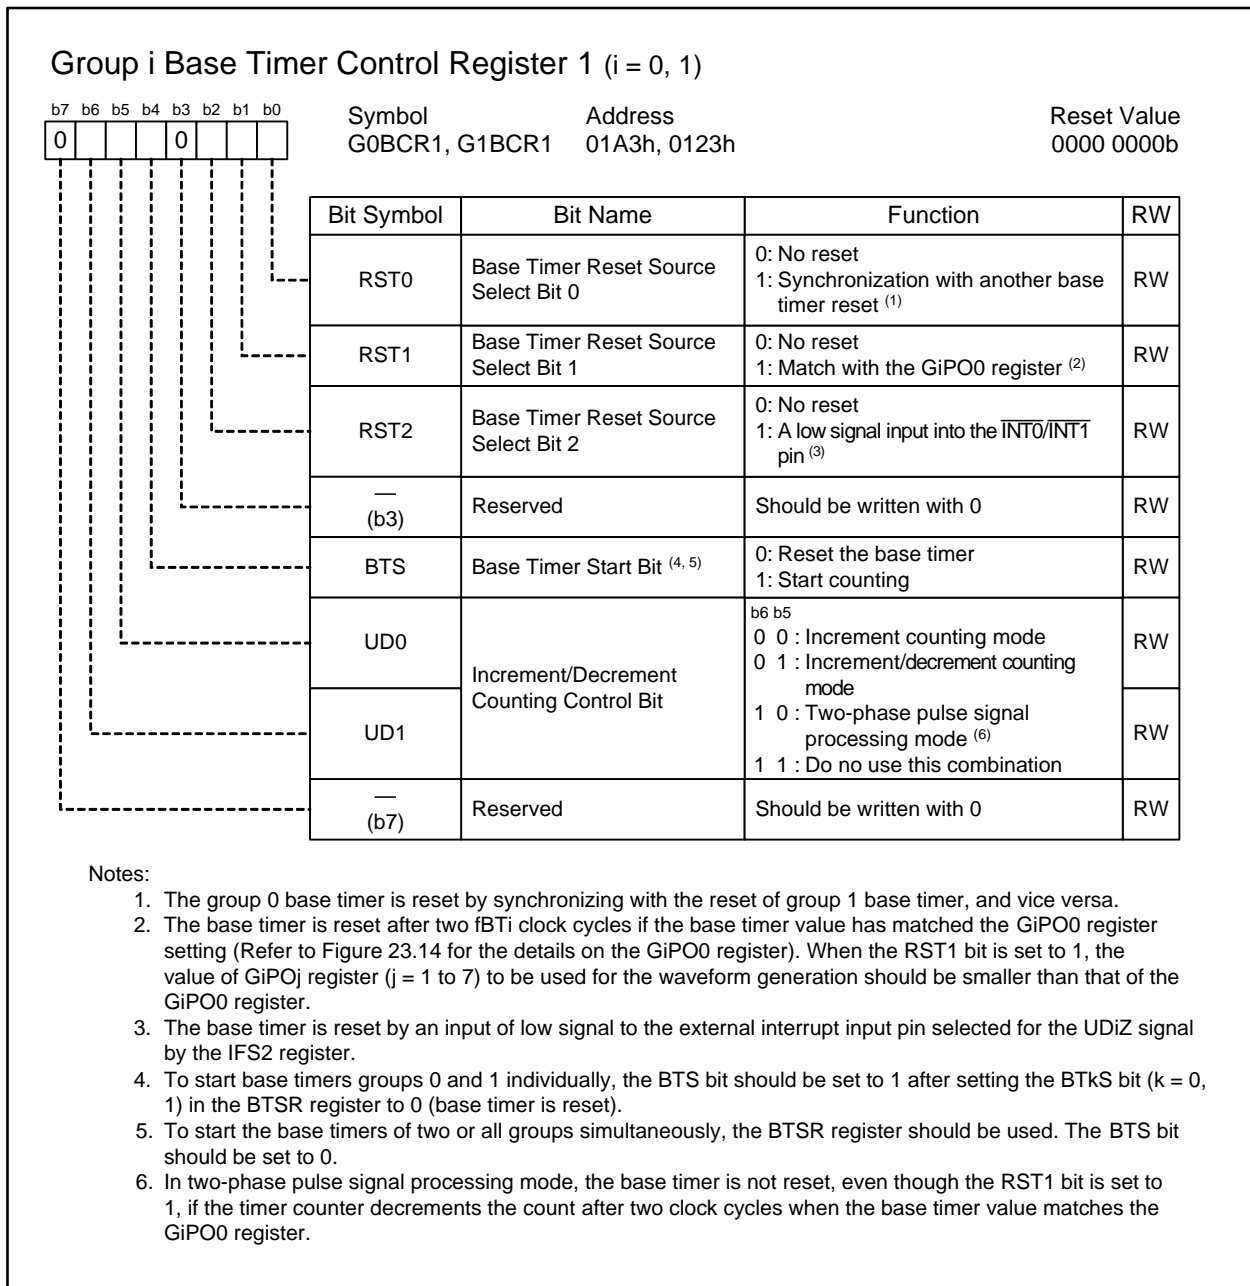 Group i Base Timer Control Register 1 (i = 0, 1)
b7 b6 b5 b4 b3 b2 b1 b0
0 0
Symbol Address Reset Value
G0BCR1, G1BCR1 01A3h, 0123h 0000 0000b
Bit Symbol Bit Name Function RW
RST0
Base Timer Reset Source
Select Bit 0
0: No reset
1: Synchronization with another base
timer reset (1)
RW
RST1
Base Timer Reset Source
Select Bit 1
0: No reset
1: Match with the GiPO0 register (2)
RW
RST2
Base Timer Reset Source
Select Bit 2
0: No reset
1: A low signal input into the INT0/INT1
pin (3)
RW
—
(b3)
Reserved
Should be written with 0
RW
BTS
Base Timer Start Bit (4, 5)
0: Reset the base timer
1: Start counting
RW
UD0
Increment/Decrement
Counting Control Bit
b6 b5
0 0 : Increment counting mode
0 1 : Increment/decrement counting
mode
1 0 : Two-phase pulse signal
processing mode (6)
1 1 : Do no use this combination
RW
UD1
RW
—
(b7)
Reserved
Should be written with 0
RW
Notes:
1. The group 0 base timer is reset by synchronizing with the reset of group 1 base timer, and vice versa.
2. The base timer is reset after two fBTi clock cycles if the base timer value has matched the GiPO0 register
setting (Refer to Figure 23.14 for the details on the GiPO0 register). When the RST1 bit is set to 1, the
value of GiPOj register (j = 1 to 7) to be used for the waveform generation should be smaller than that of the
GiPO0 register.
3. The base timer is reset by an input of low signal to the external interrupt input pin selected for the UDiZ signal
by the IFS2 register.
4. To start base timers groups 0 and 1 individually, the BTS bit should be set to 1 after setting the BTkS bit (k = 0,
1) in the BTSR register to 0 (base timer is reset).
5. To start the base timers of two or all groups simultaneously, the BTSR register should be used. The BTS bit
should be set to 0.
6. In two-phase pulse signal processing mode, the base timer is not reset, even though the RST1 bit is set to
1, if the timer counter decrements the count after two clock cycles when the base timer value matches the
GiPO0 register.